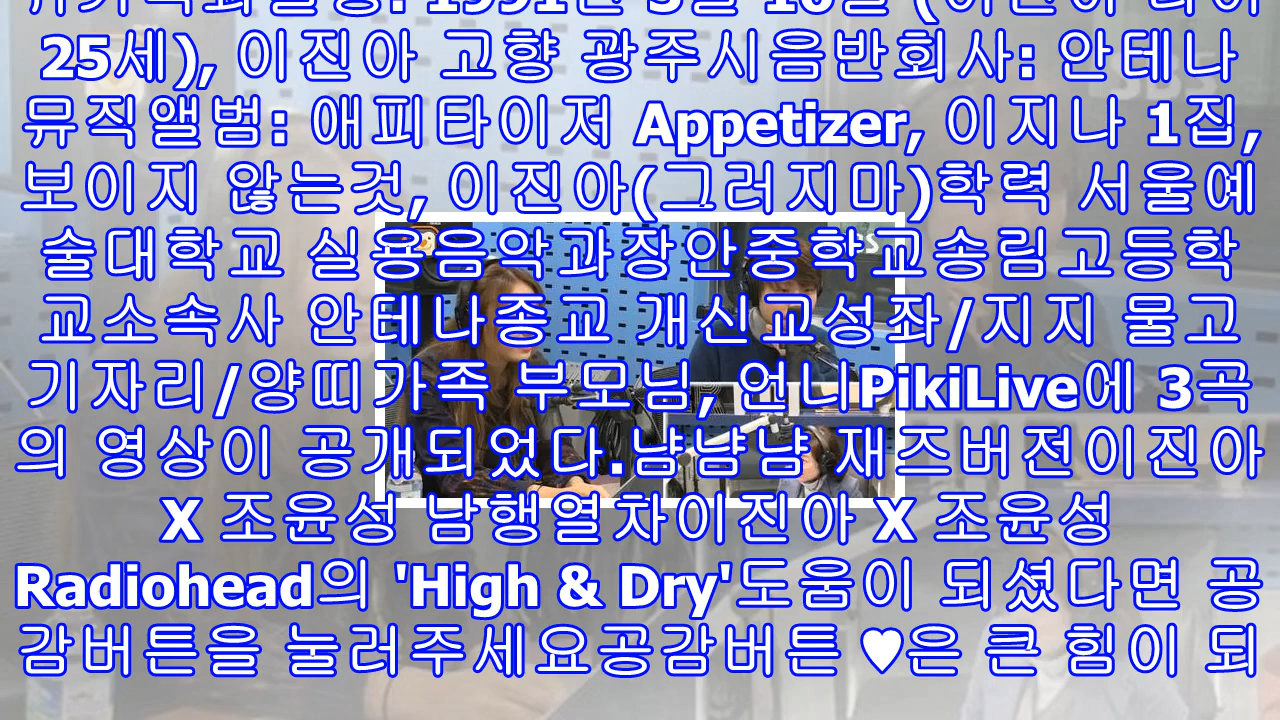 25세), 이진아 고향 광주시음반회사: 안테나
뮤직앨범: 애피타이저 Appetizer, 이지나 1집,
보이지 않는것, 이진아(그러지마)학력 서울예
술대학교 실용음악과장안중학교송림고등학
교소속사 안테나종교 개신교성좌/지지 물고
기자리/양띠가족 부모님, 언니PikiLive에 3곡
의 영상이 공개되었다.냠냠냠 재즈버전이진아
X 조윤성 남행열차이진아 X 조윤성
Radiohead의 'High & Dry'도움이 되셨다면 공
감버튼을 눌러주세요공감버튼 ♥은 큰 힘이 되